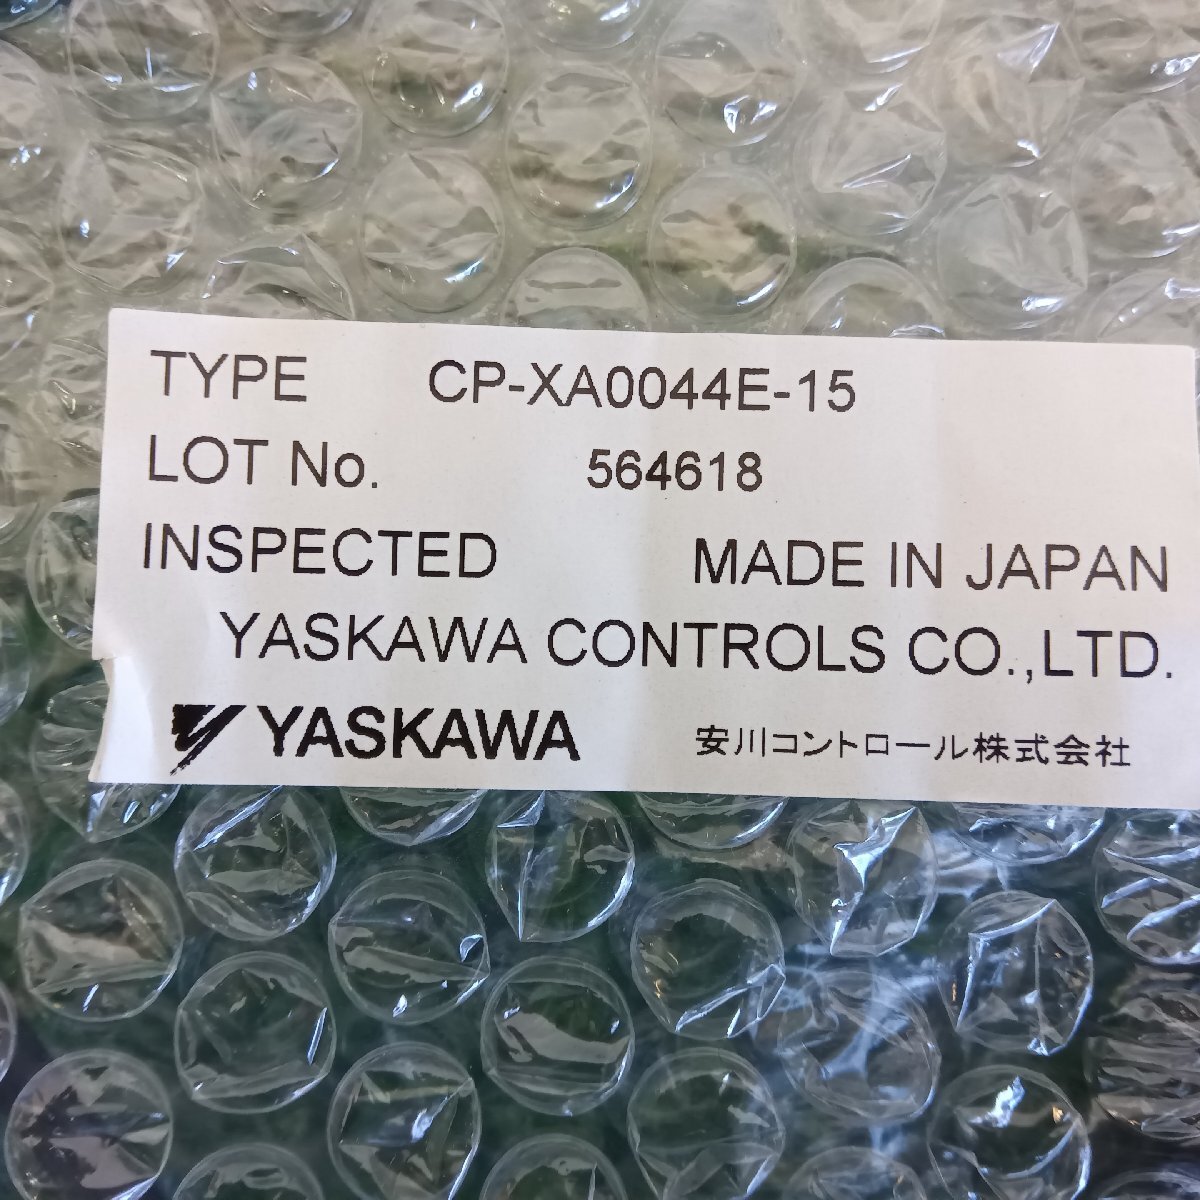 TYPE CP-XA0044E-15
LOT No. 564618
INSPECTED MADE IN JAPAN
YASKAWA CONTROLS CO.,LTD.
YASKAWA 安川コントロール株式会社